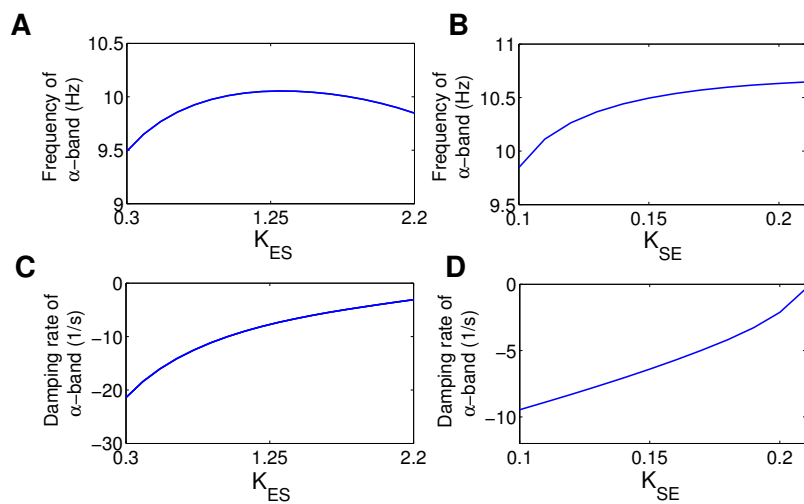 A
Frequency of
α−band (Hz)
10.5
10
9.5
9
0.3
1.25
2.2
K_ES
B
Frequency of
α−band (Hz)
11
10.5
10
9.5
0.1
0.15
0.2
K_SE
C
Damping rate of
α−band (1/s)
0
−10
−20
−30
0.3
1.25
2.2
K_ES
D
Damping rate of
α−band (1/s)
0
−5
−10
0.1
0.15
0.2
K_SE